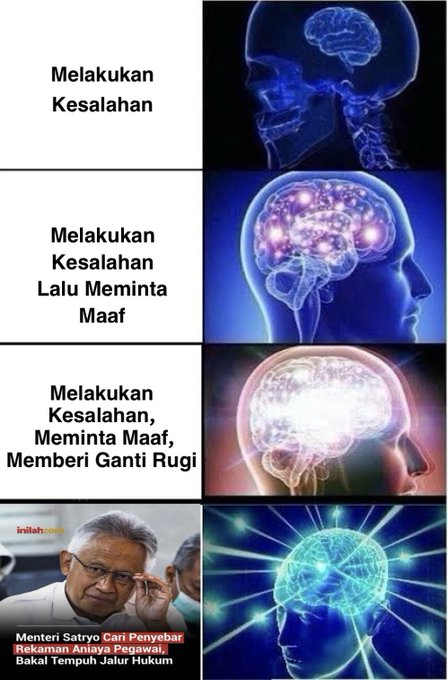 Melakukan
Kesalahan
Melakukan
Kesalahan
Lalu Meminta
Maaf
Melakukan
Kesalahan,
Meminta Maaf,
Memberi Ganti Rugi
inilah.com
Menteri Satryo Cari Penyebar
Rekaman Aniaya Pegawai,
Bakal Tempuh Jalur Hukum